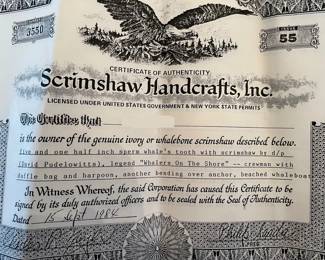 5550
55
CERTIFICATE OF AUTHENTICITY
Scrimshaw Handcrafts, Inc.
LICENSED UNDER UNITED STATES GOVERNMENT & NEW YORK STATE PERMITS
This Certifies that
is the owner of the genuine ivory or whalebone scrimshaw described below.
five and one half inch sperm whale's tooth with scrimshaw by d/p
(David Pudelowitts), legend "Whalers On The Shore" -- crewman with
duffle bag and harpoon, another bending over anchor, beached whaleboat
In Witness Whereof, the said Corporation has caused this Certificate to be
signed by its duly authorized officers and to be sealed with the Seal of Authenticity.
Dated 15 Sept 1984
PRES